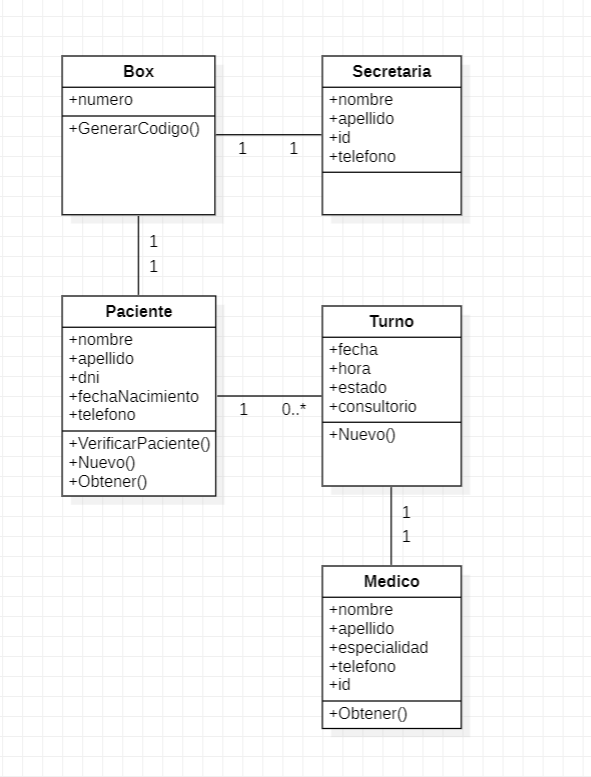 Box
+numero
+GenerarCodigo()
Secretaria
+nombre
+apellido
+id
+telefono
1
1
1
1
Paciente
+nombre
+apellido
+dni
+fechaNacimiento
+telefono
+VerificarPaciente()
+Nuevo()
+Obtener()
1
0..*
Turno
+fecha
+hora
+estado
+consultorio
+Nuevo()
1
1
Medico
+nombre
+apellido
+especialidad
+telefono
+id
+Obtener()